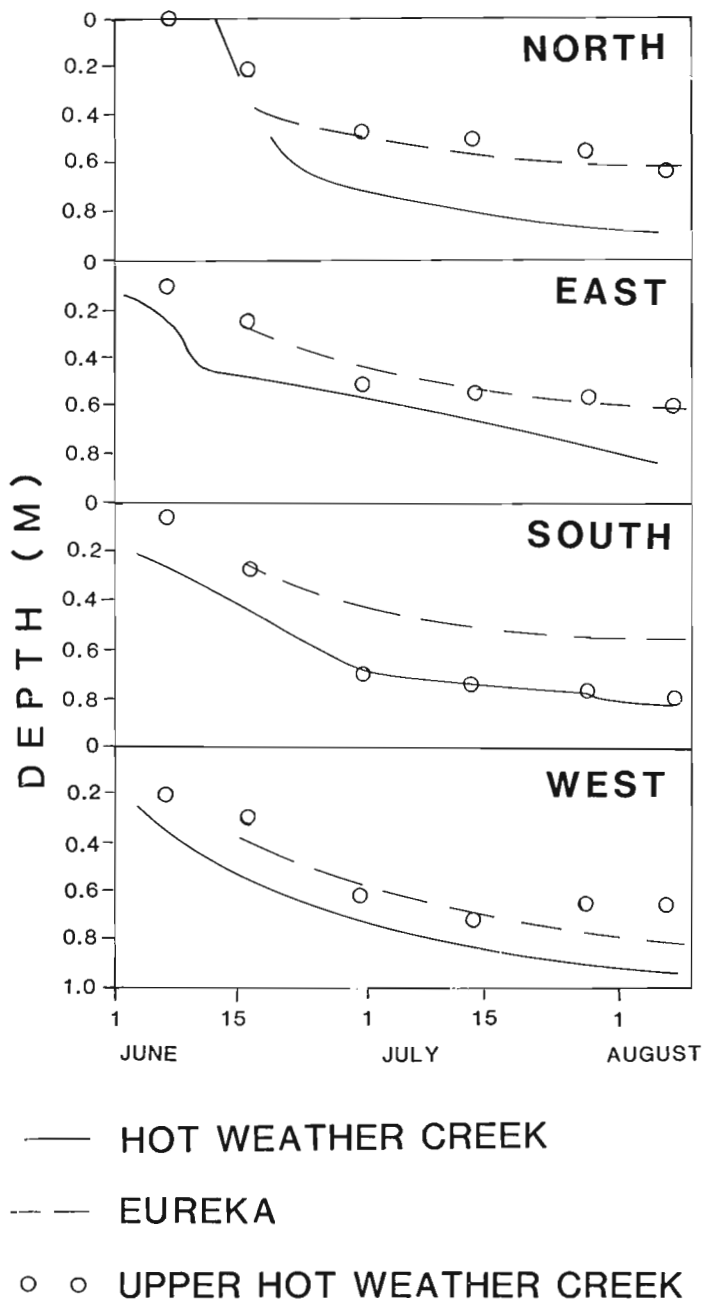 0
0.2
0.4
0.6
0.8
NORTH
0
0.2
0.4
0.6
0.8
EAST
0
0.2
0.4
0.6
0.8
SOUTH
0
0.2
0.4
0.6
0.8
1.0
WEST
DEPTH (M)
1 15 1 15 1
JUNE JULY AUGUST
HOT WEATHER CREEK
EUREKA
UPPER HOT WEATHER CREEK